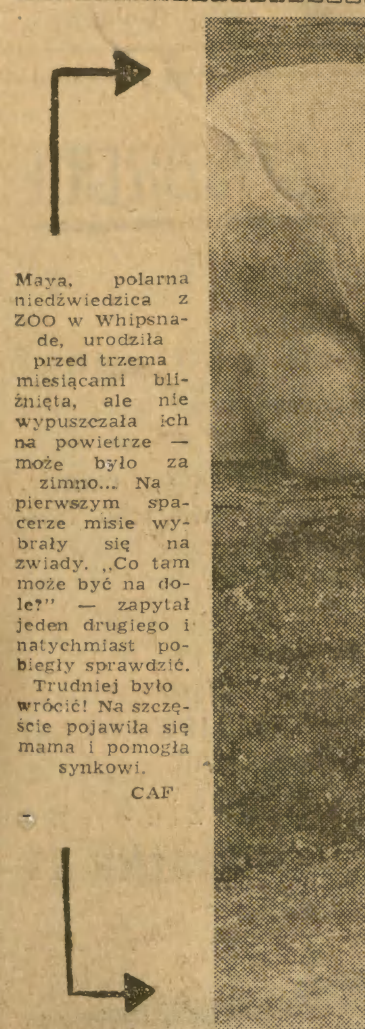 Maya, polarna
niedźwiedzica z
ZOO w Whipsna-
de, urodziła
przed trzema
miesiącami bli-
źnięta, ale nie
wypuszczała ich
na powietrze —
może było za
zimno... Na
pierwszym spa-
cerze misie wy-
brały się na
zwiady. „Co tam
może być na do-
le?" — zapytał
jeden drugiego i
natychmiast po-
biegły sprawdzić.
Trudniej było
wrócić! Na szczę-
ście pojawiła się
mama i pomogła
synkowi.
CAF